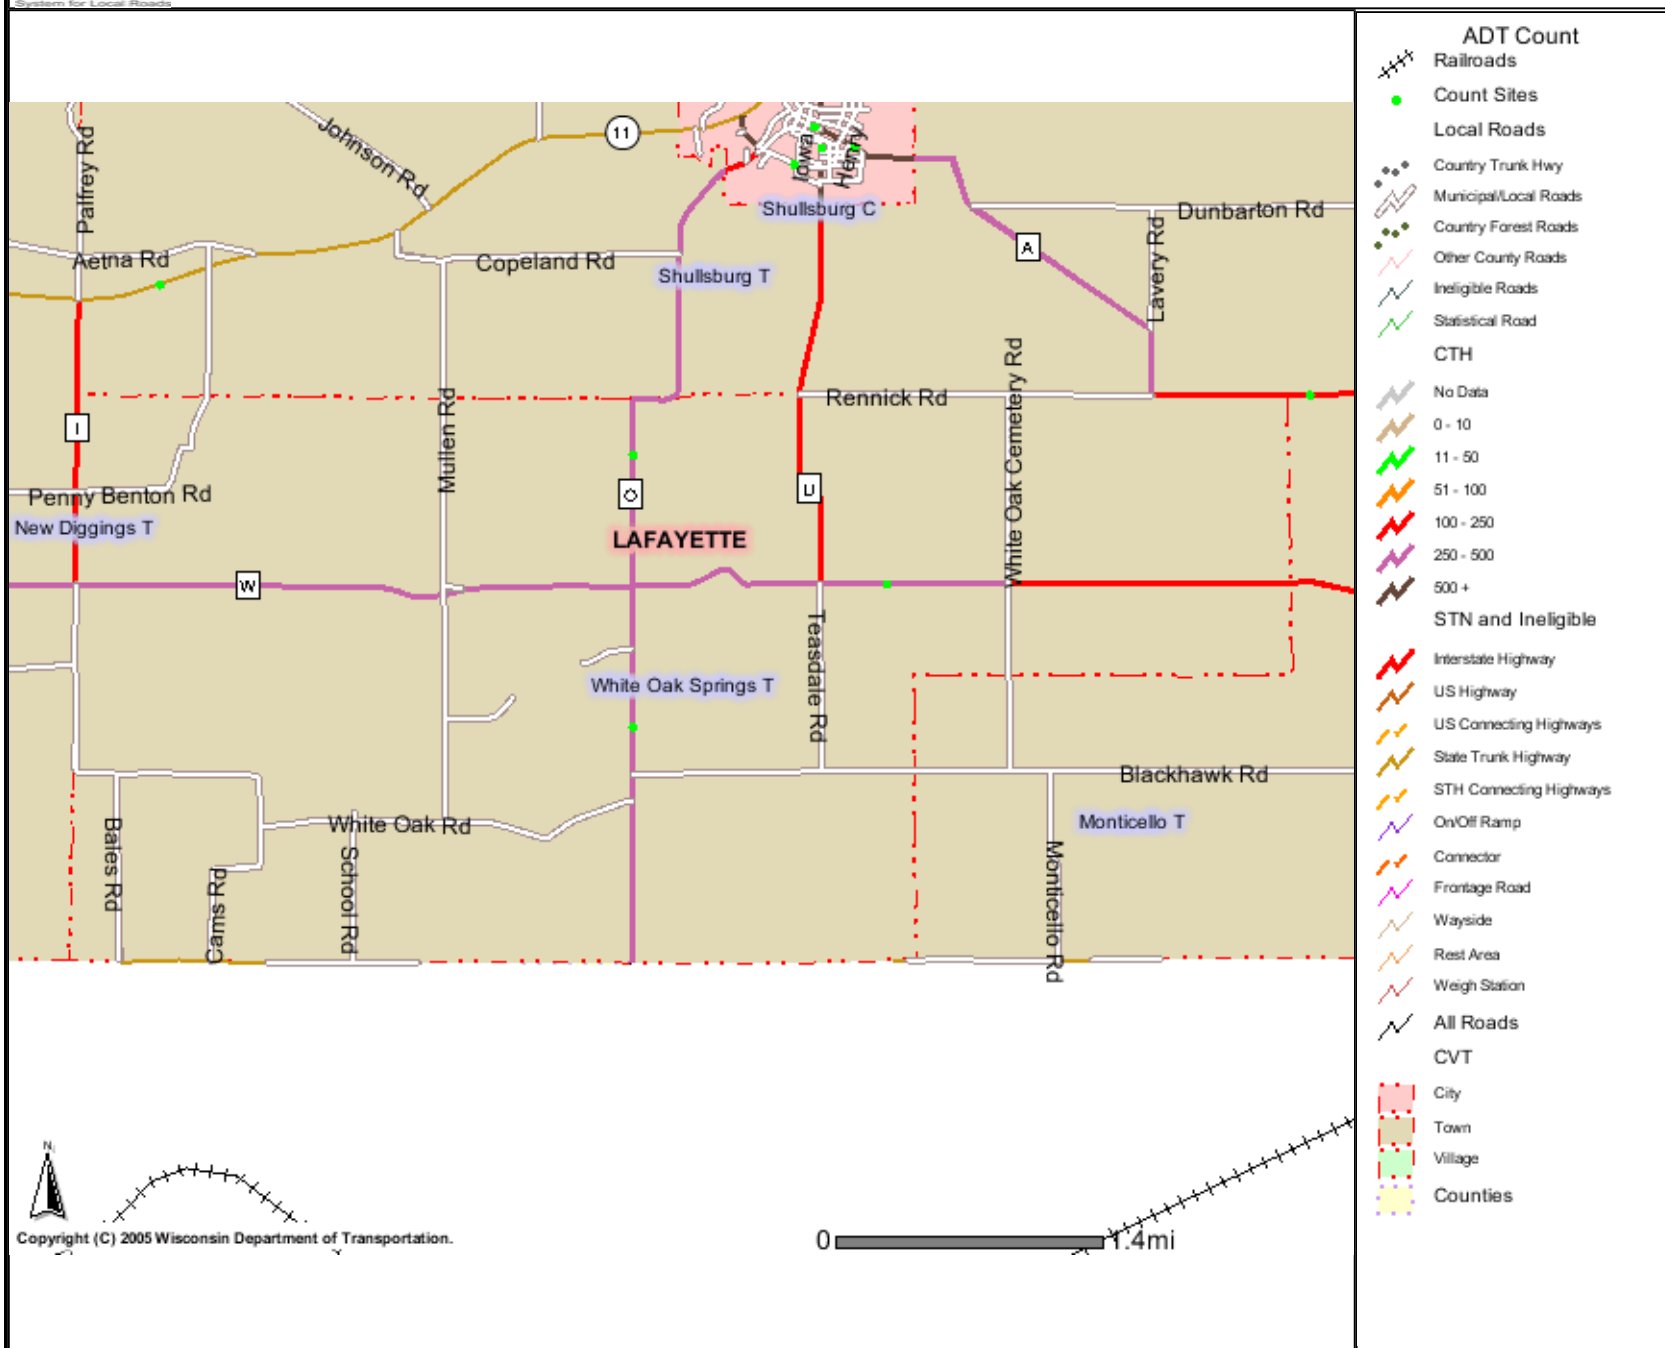 System for Local Roads
Johnson Rd
11
Palfrey Rd
Iowa
Henry
Shullsburg C
Dunbarton Rd
Aetna Rd
Copeland Rd
Shullsburg T
A
Lavery Rd
Mullen Rd
Rennick Rd
White Oak Cemetery Rd
I
Penny Benton Rd
O
U
New Diggings T
LAFAYETTE
W
Teasdale Rd
White Oak Springs T
Blackhawk Rd
White Oak Rd
Monticello T
Bales Rd
Cams Rd
School Rd
Monticello Rd
N
Copyright (C) 2005 Wisconsin Department of Transportation.
0 1.4mi
ADT Count
Railroads
Count Sites
Local Roads
Country Trunk Hwy
Municipal/Local Roads
Country Forest Roads
Other County Roads
Ineligible Roads
Statistical Road
CTH
No Data
0 - 10
11 - 50
51 - 100
100 - 250
250 - 500
500 +
STN and Ineligible
Interstate Highway
US Highway
US Connecting Highways
State Trunk Highway
STH Connecting Highways
On/Off Ramp
Connector
Frontage Road
Wayside
Rest Area
Weigh Station
All Roads
CVT
City
Town
Village
Counties